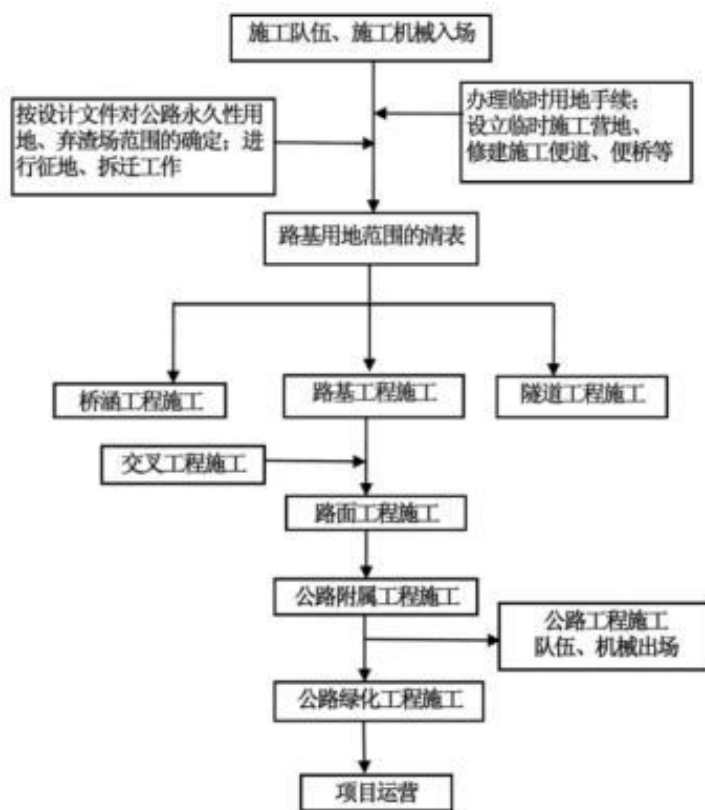 施工队伍、施工机械入场
按设计文件对公路永久性用
地、弃渣场范围的确定；进
行征地、拆迁工作
办理临时用地手续；
设立临时施工营地、
修建施工便道、便桥等
路基用地范围的清表
桥涵工程施工
路基工程施工
隧道工程施工
交叉工程施工
路面工程施工
公路附属工程施工
公路工程施工
队伍、机械出场
公路绿化工程施工
项目运营